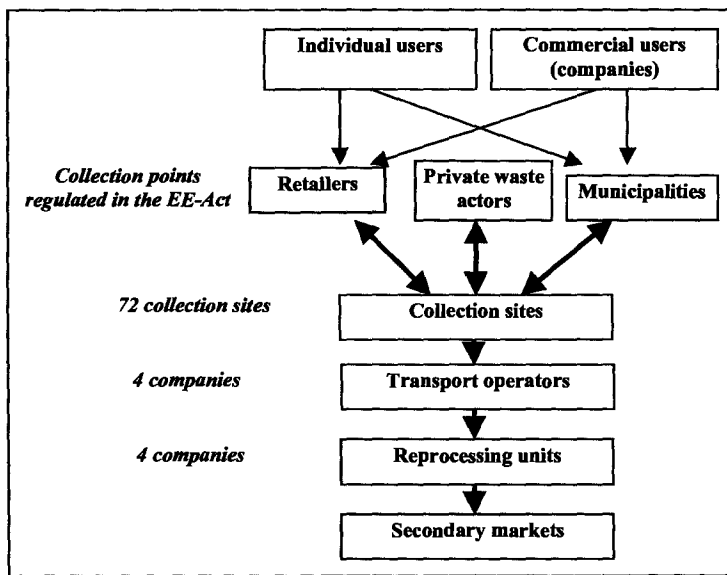 Individual users
Commercial users
(companies)
Collection points
regulated in the EE-Act
Retailers
Private waste
actors
Municipalities
72 collection sites
Collection sites
4 companies
Transport operators
4 companies
Reprocessing units
Secondary markets